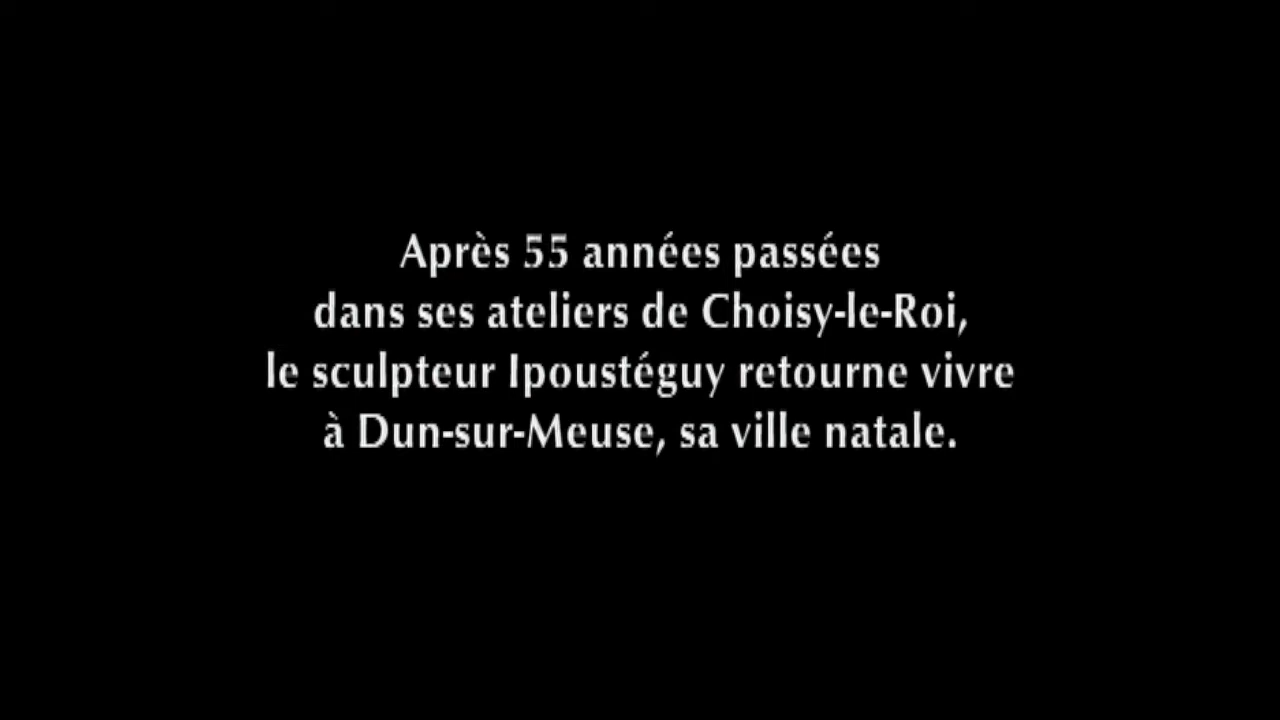 Après 55 années passées
dans ses ateliers de Choisy-le-Roi,
le sculpteur Ipoustéguy retourne vivre
à Dun-sur-Meuse, sa ville natale.